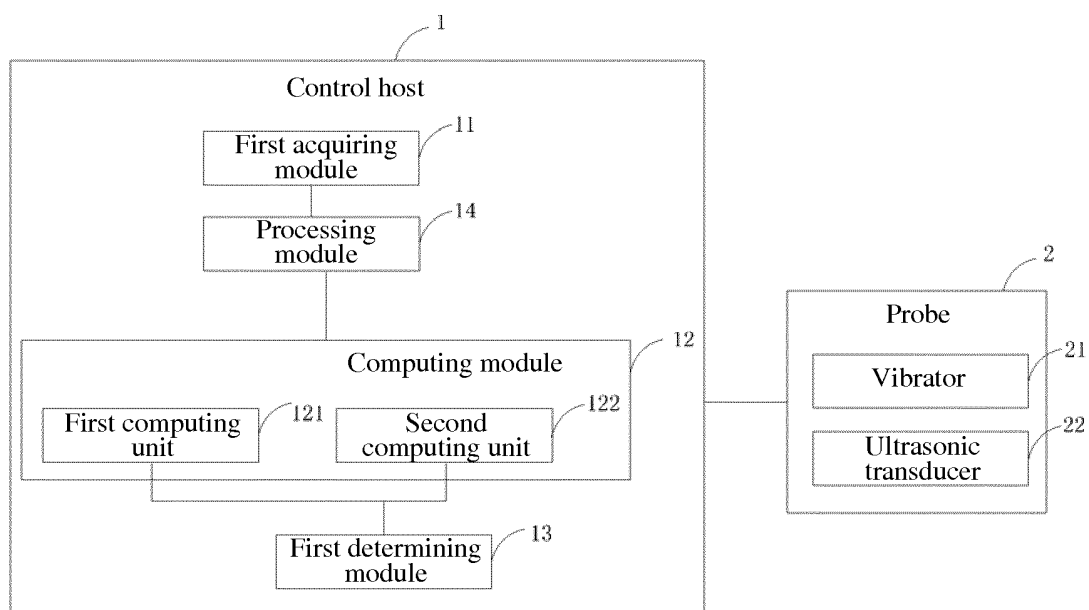 1
Control host
11
First acquiring
module
14
Processing
module
2
Probe
12
Computing module
21
Vibrator
121
First computing
unit
122
Second
computing unit
22
Ultrasonic
transducer
13
First determining
module